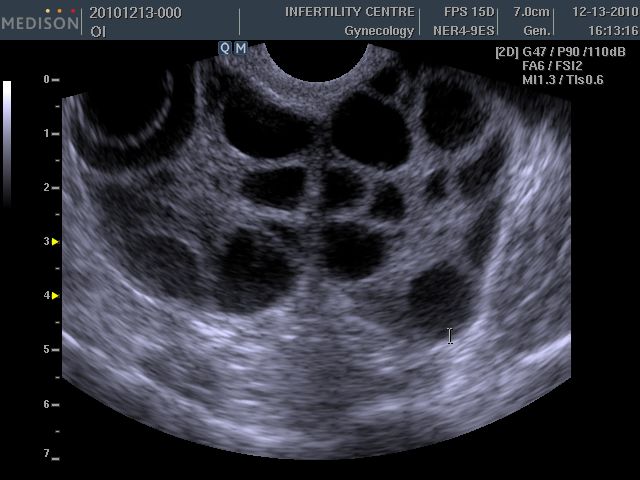 MEDISON
20101213-000
OI
INFERTILITY CENTRE
Gynecology
FPS 15D
NER4-9ES
7.0cm
Gen.
12-13-2010
16:13:16
[2D] G47 / P90 /110dB
FA6 / FSI2
MI1.3 / TIs0.6
Q M
0
1
2
3
4
5
6
7